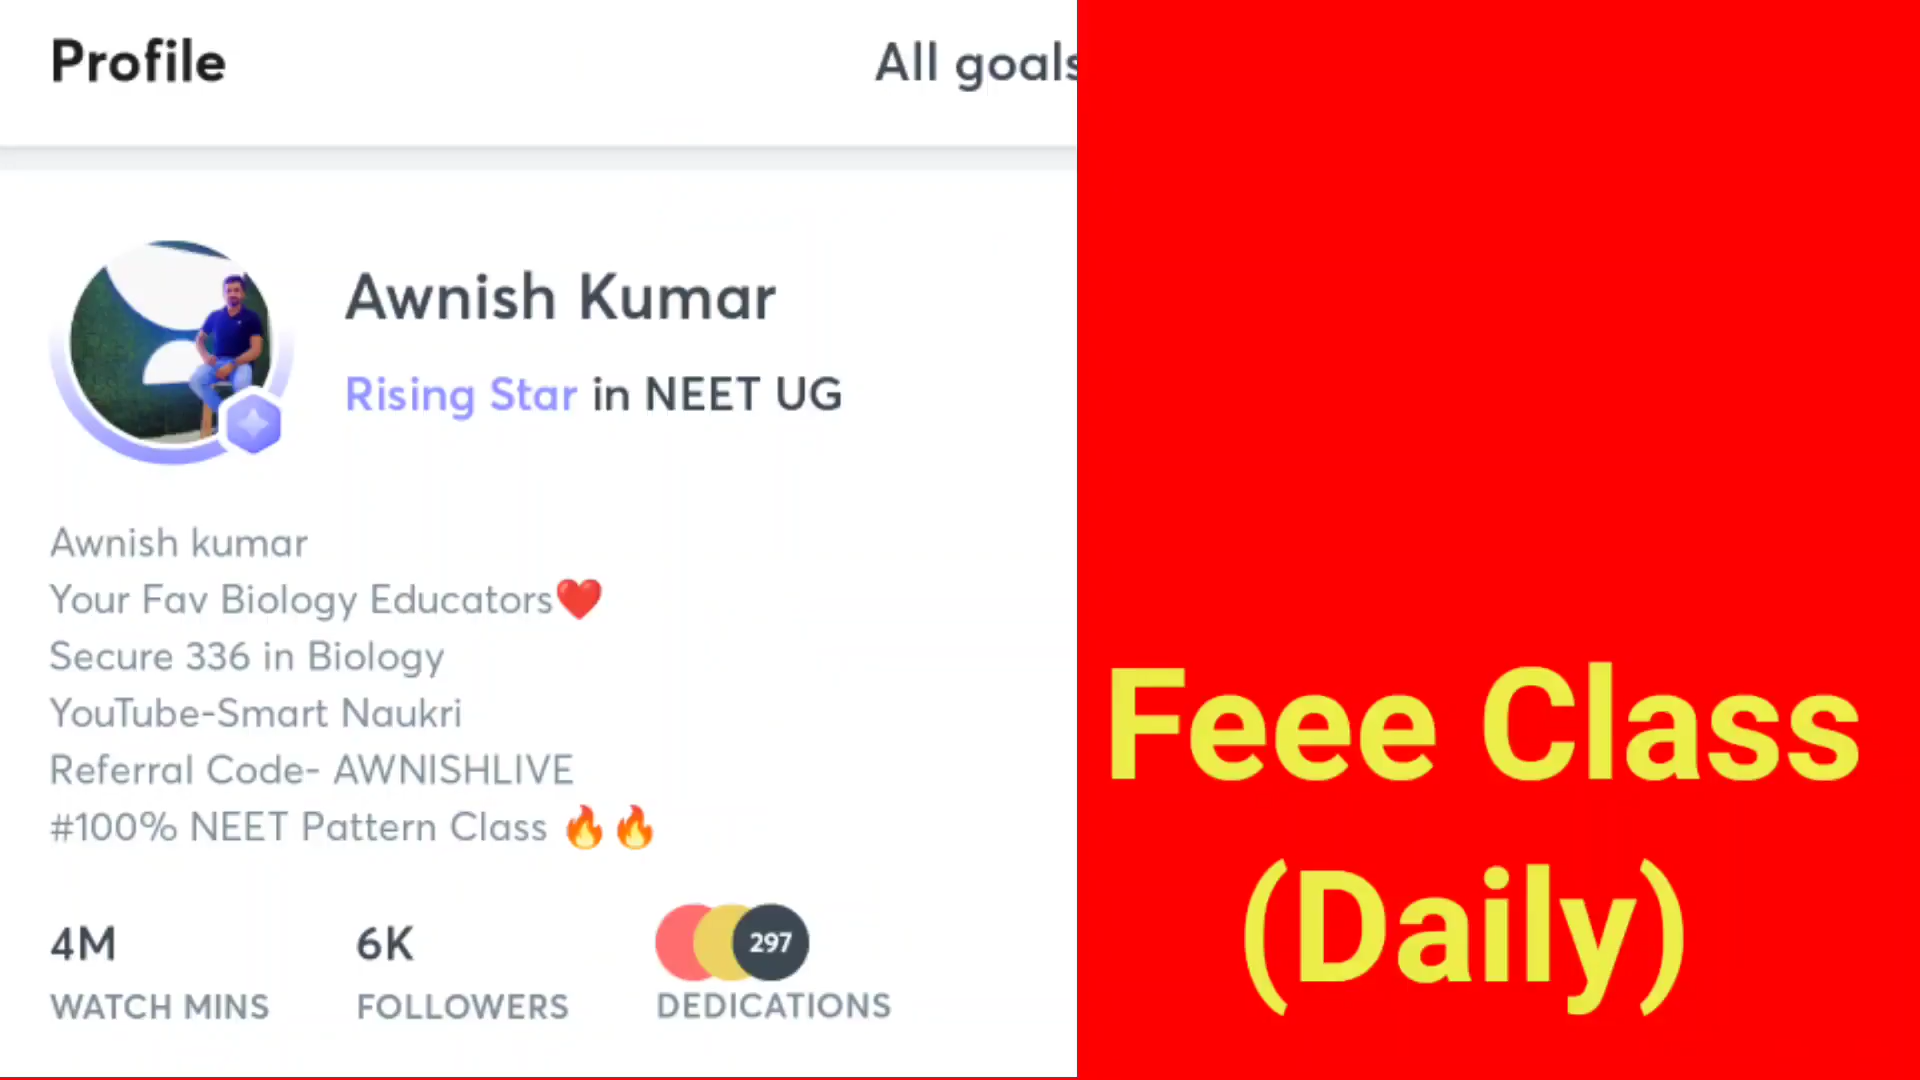 Profile
All goals
Awnish Kumar
Rising Star in NEET UG
Awnish kumar
Your Fav Biology Educators❤️
Secure 336 in Biology
YouTube-Smart Naukri
Referral Code- AWNISHLIVE
#100% NEET Pattern Class 🔥🔥
4M
WATCH MINS
6K
FOLLOWERS
297
DEDICATIONS
Feee Class
(Daily)